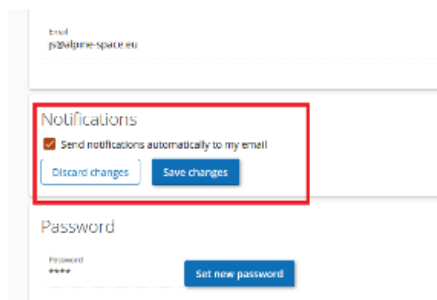 Email
js@alpine-space.eu
Notifications
Send notifications automatically to my email
Discard changes
Save changes
Password
Password
****
Set new password